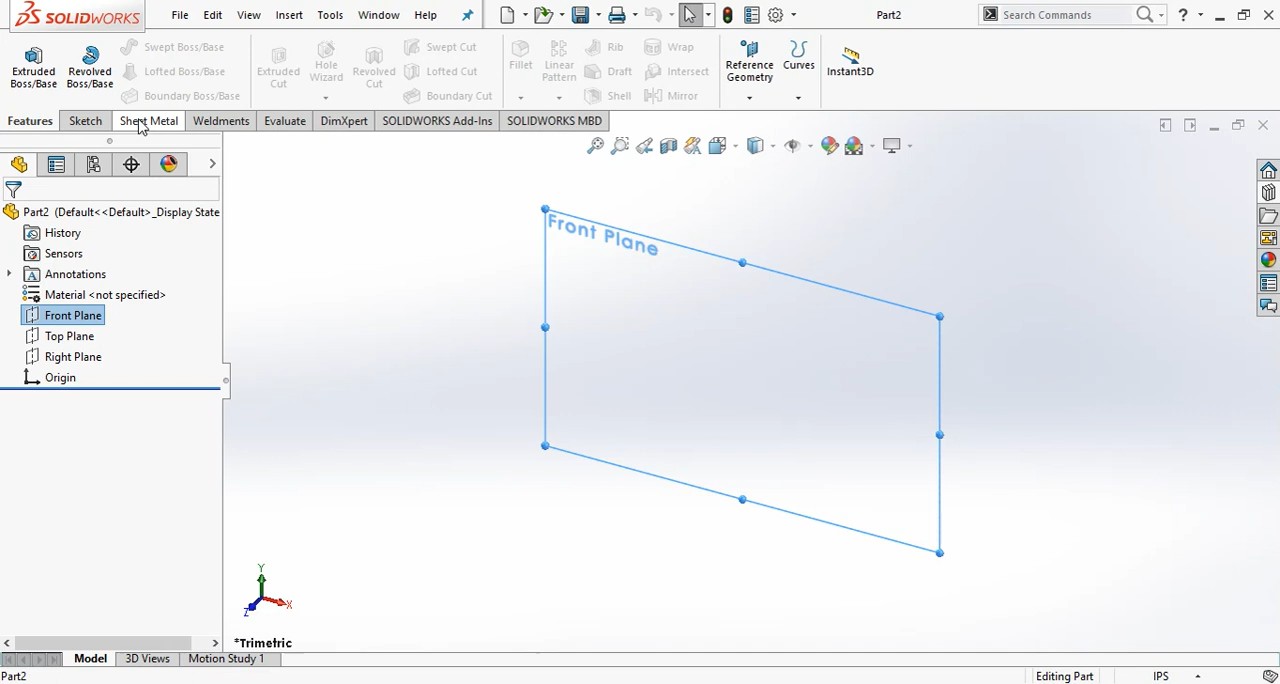 SOLIDWORKS File Edit View Insert Tools Window Help Part2 Search Commands ?
Extruded Boss/Base Revolved Boss/Base Swept Boss/Base Lofted Boss/Base Boundary Boss/Base Extruded Cut Hole Wizard Revolved Cut Swept Cut Lofted Cut Boundary Cut Fillet Linear Pattern Rib Draft Shell Wrap Intersect Mirror Reference Geometry Curves Instant3D
Features Sketch Sheet Metal Weldments Evaluate DimXpert SOLIDWORKS Add-Ins SOLIDWORKS MBD
Part2 (Default<<Default>_Display State
History
Sensors
Annotations
Material <not specified>
Front Plane
Top Plane
Right Plane
Origin
Front Plane
Y
X
Z
*Trimetric
Model 3D Views Motion Study 1
Part2 Editing Part IPS